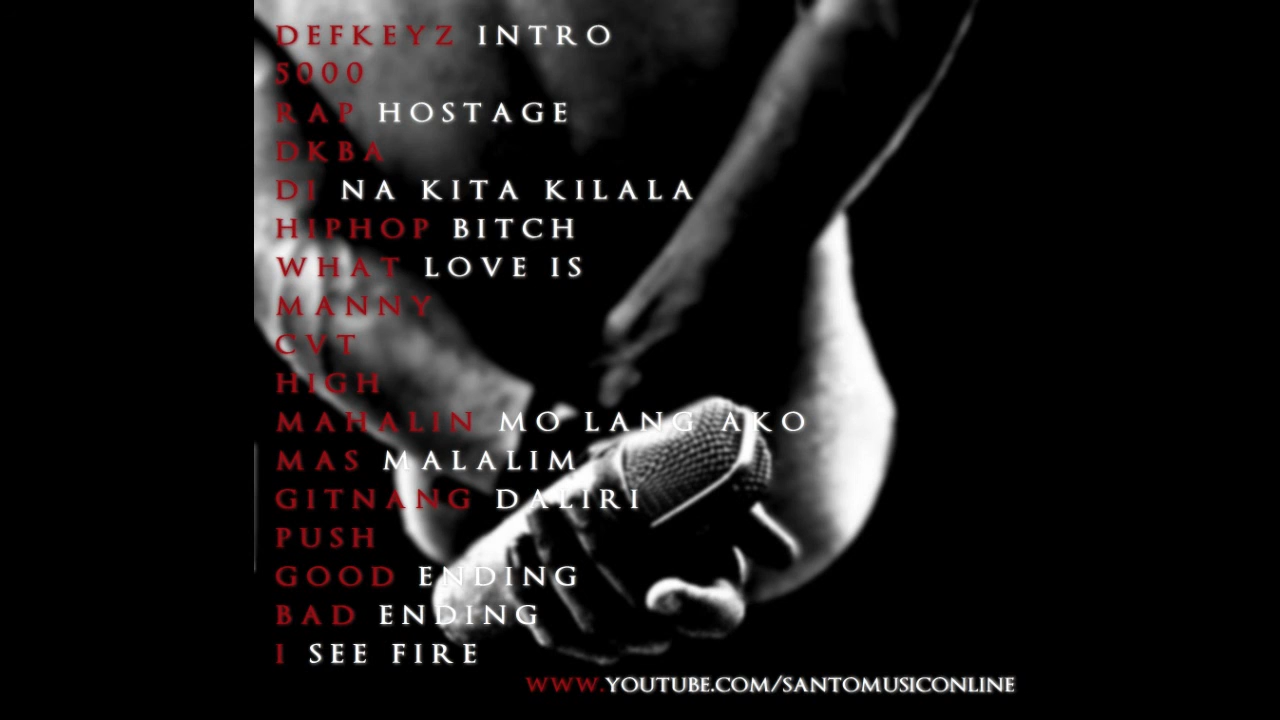 DEFKEYZ INTRO
5000
RAP HOSTAGE
DKBA
DI NA KITA KILALA
HIPHOP BITCH
WHAT LOVE IS
MANNY
CVT
HIGH
MAHALIN MO LANG AKO
MAS MALALIM
GITNANG DALIRI
PUSH
GOOD ENDING
BAD ENDING
I SEE FIRE
WWW.YOUTUBE.COM/SANTOMUSICONLINE